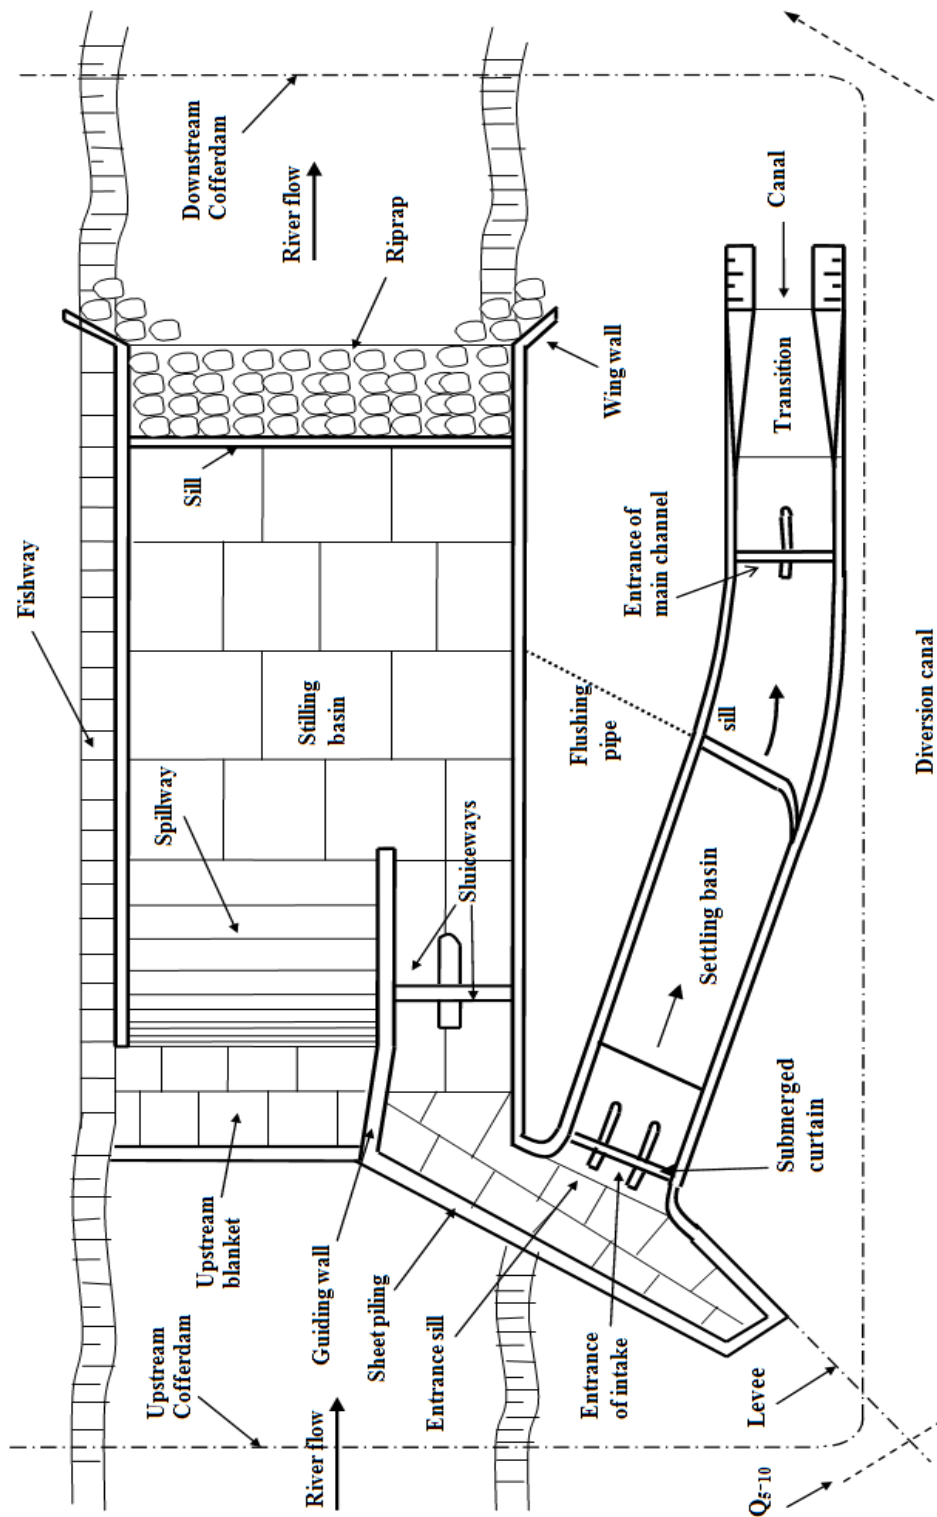 Fishway
Upstream
Cofferdam
Upstream
blanket
Spillway
Sill
Downstream
Cofferdam
River flow
Guiding wall
Stilling
basin
River flow
Sheet piling
Riprap
Entrance sill
Sluiceways
Entrance
of intake
Flushing
pipe
Wing wall
Entrance of
main channel
Settling basin
sill
Levee
Q5-10
Submerged
curtain
Transition
Canal
Diversion canal